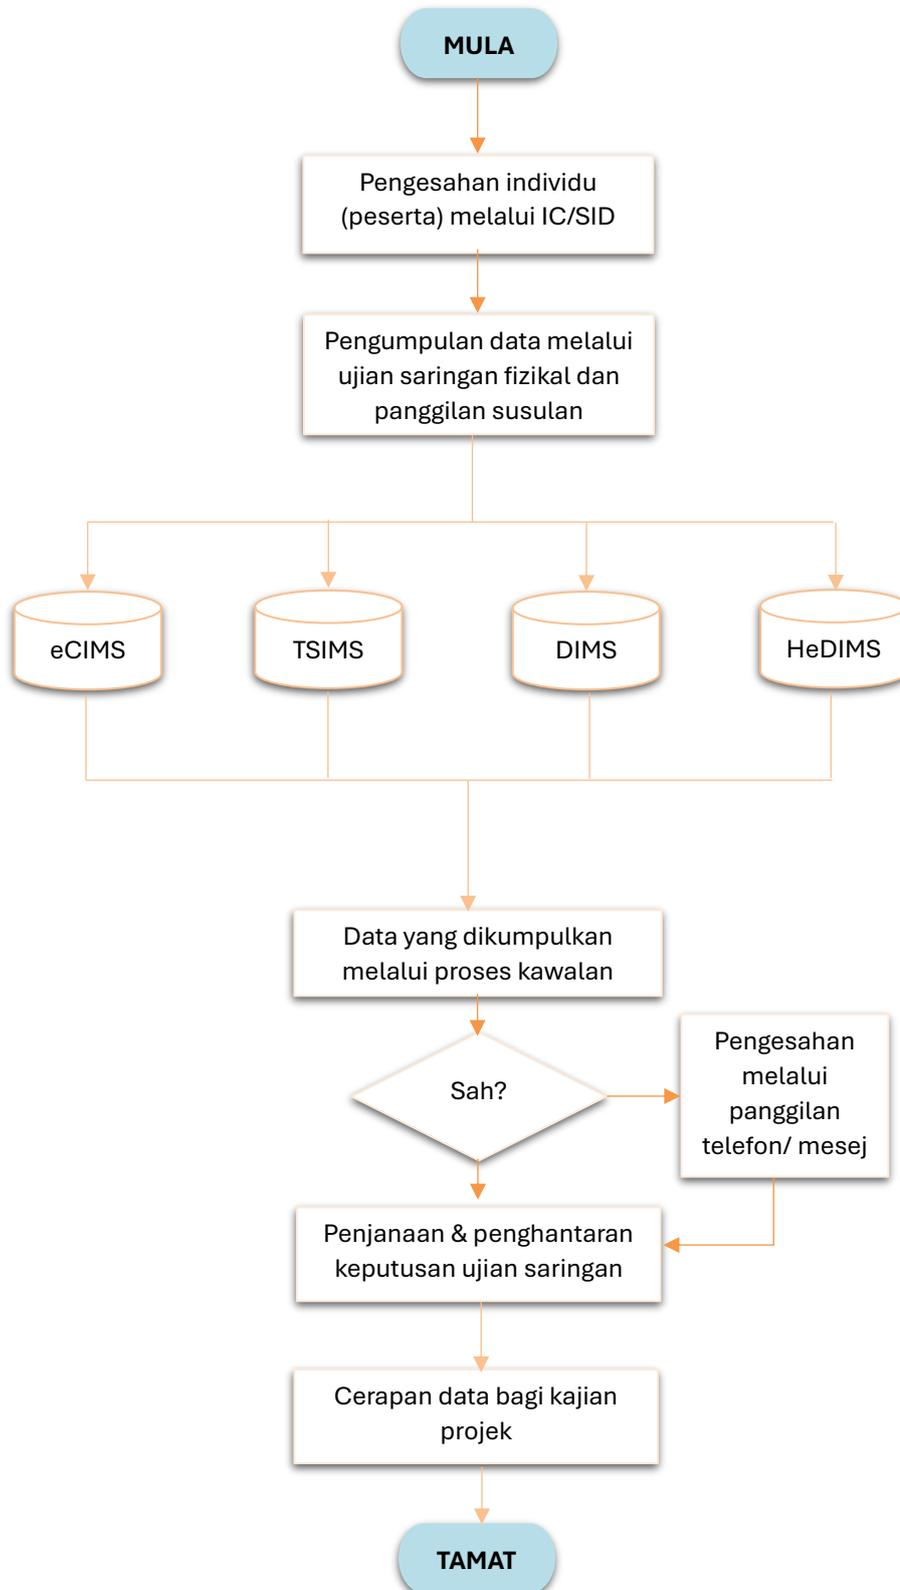 MULA
Pengesahan individu
(peserta) melalui IC/SID
Pengumpulan data melalui
ujian saringan fizikal dan
panggilan susulan
eCIMS
TSIMS
DIMS
HeDIMS
Data yang dikumpulkan
melalui proses kawalan
Sah?
Pengesahan
melalui
panggilan
telefon/ mesej
Penjanaan & penghantaran
keputusan ujian saringan
Cerapan data bagi kajian
projek
TAMAT